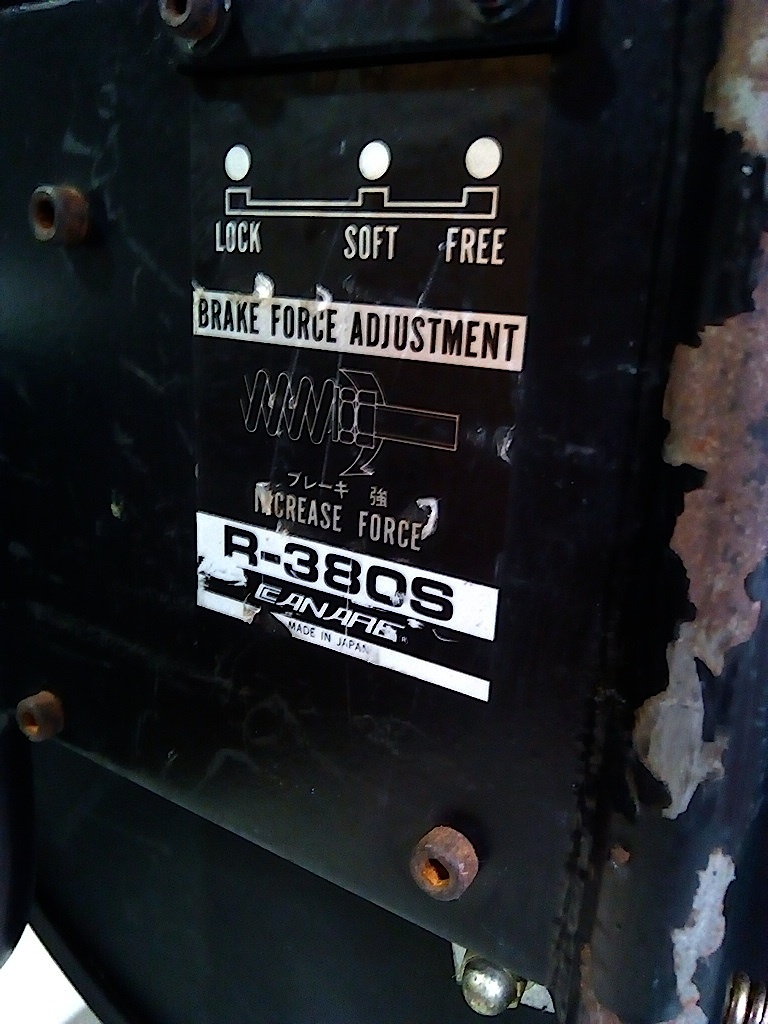 LOCK SOFT FREE
BRAKE FORCE ADJUSTMENT
ブレーキ 強
INCREASE FORCE
R-380S
CANARE®
MADE IN JAPAN